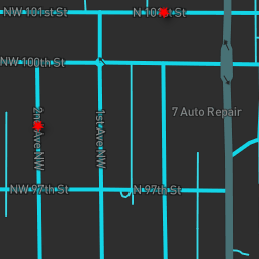 NW 101st St
N 101st St
NW 100th St
7 Auto Repair
2nd Ave NW
1st Ave NW
NW 97th St
N 97th St